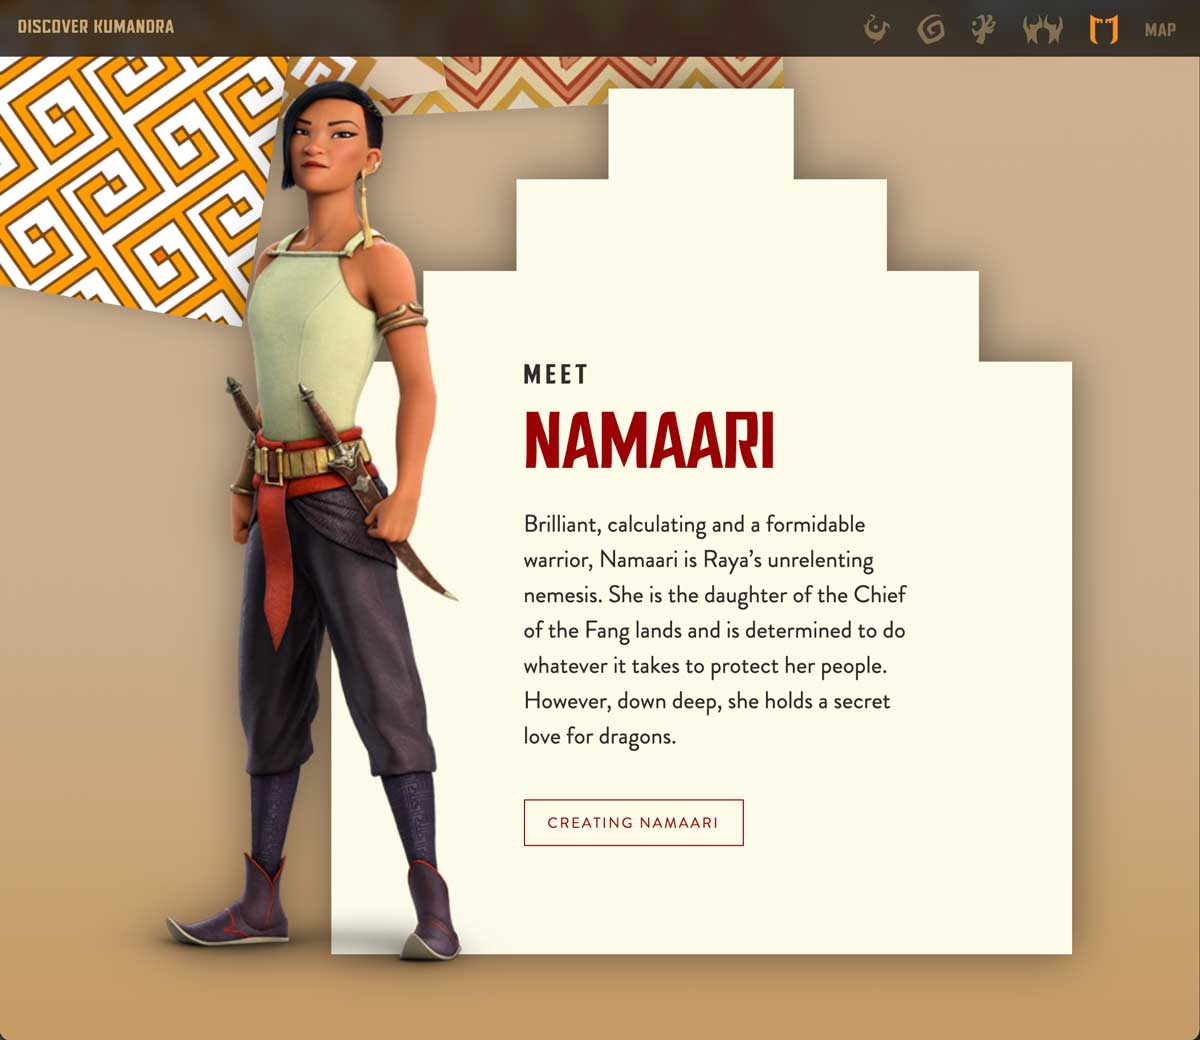 DISCOVER KUMANDRA
MAP
MEET
NAMAARI
Brilliant, calculating and a formidable
warrior, Namaari is Raya’s unrelenting
nemesis. She is the daughter of the Chief
of the Fang lands and is determined to do
whatever it takes to protect her people.
However, down deep, she holds a secret
love for dragons.
CREATING NAMAARI